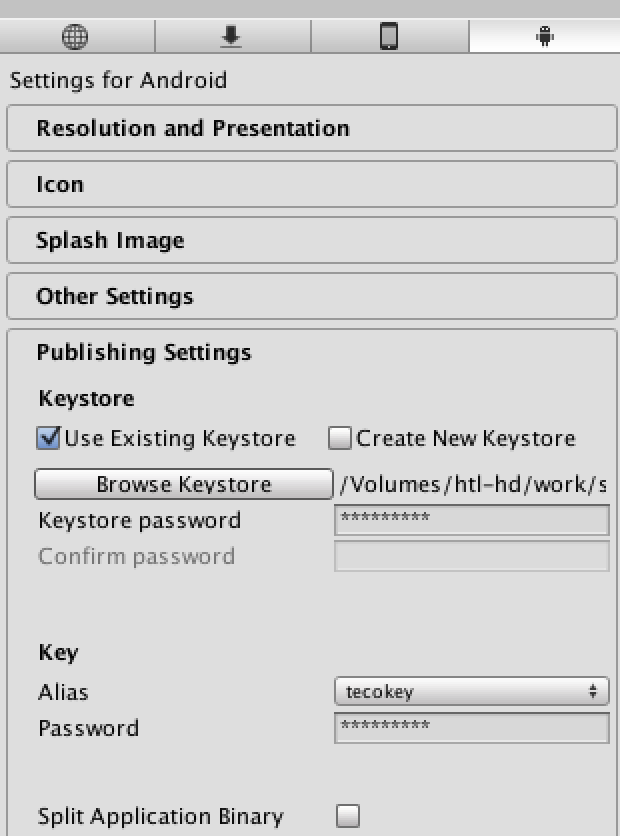 Settings for Android
Resolution and Presentation
Icon
Splash Image
Other Settings
Publishing Settings
Keystore
Use Existing Keystore Create New Keystore
Browse Keystore /Volumes/htl-hd/work/s
Keystore password *********
Confirm password
Key
Alias tecokey
Password *********
Split Application Binary